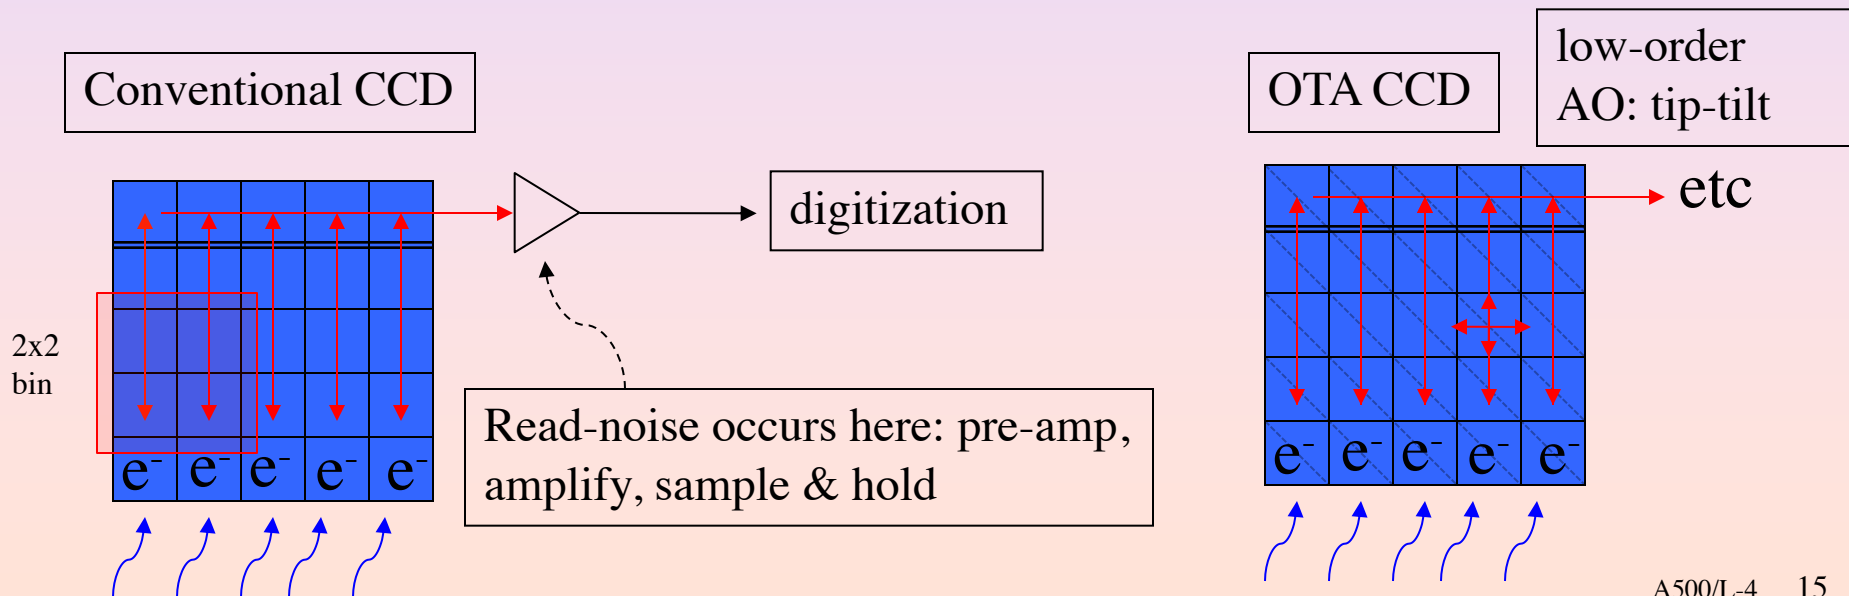 Conventional CCD
OTA CCD
low-order
AO: tip-tilt
digitization
etc
2x2
bin
Read-noise occurs here: pre-amp,
amplify, sample & hold
e⁻ e⁻ e⁻ e⁻ e⁻
e⁻ e⁻ e⁻ e⁻ e⁻
A500/L-4 15